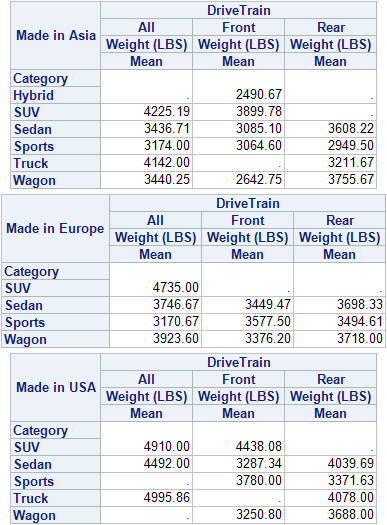 Made in Asia DriveTrain
All Front Rear
Weight (LBS) Weight (LBS) Weight (LBS)
Mean Mean Mean
Category
Hybrid . 2490.67 .
SUV 4225.19 3899.78 .
Sedan 3436.71 3085.10 3608.22
Sports 3174.00 3064.60 2949.50
Truck 4142.00 . 3211.67
Wagon 3440.25 2642.75 3755.67
Made in Europe DriveTrain
All Front Rear
Weight (LBS) Weight (LBS) Weight (LBS)
Mean Mean Mean
Category
SUV 4735.00 . .
Sedan 3746.67 3449.47 3698.33
Sports 3170.67 3577.50 3494.61
Wagon 3923.60 3376.20 3718.00
Made in USA DriveTrain
All Front Rear
Weight (LBS) Weight (LBS) Weight (LBS)
Mean Mean Mean
Category
SUV 4910.00 4438.08 .
Sedan 4492.00 3287.34 4039.69
Sports . 3780.00 3371.63
Truck 4995.86 . 4078.00
Wagon . 3250.80 3688.00